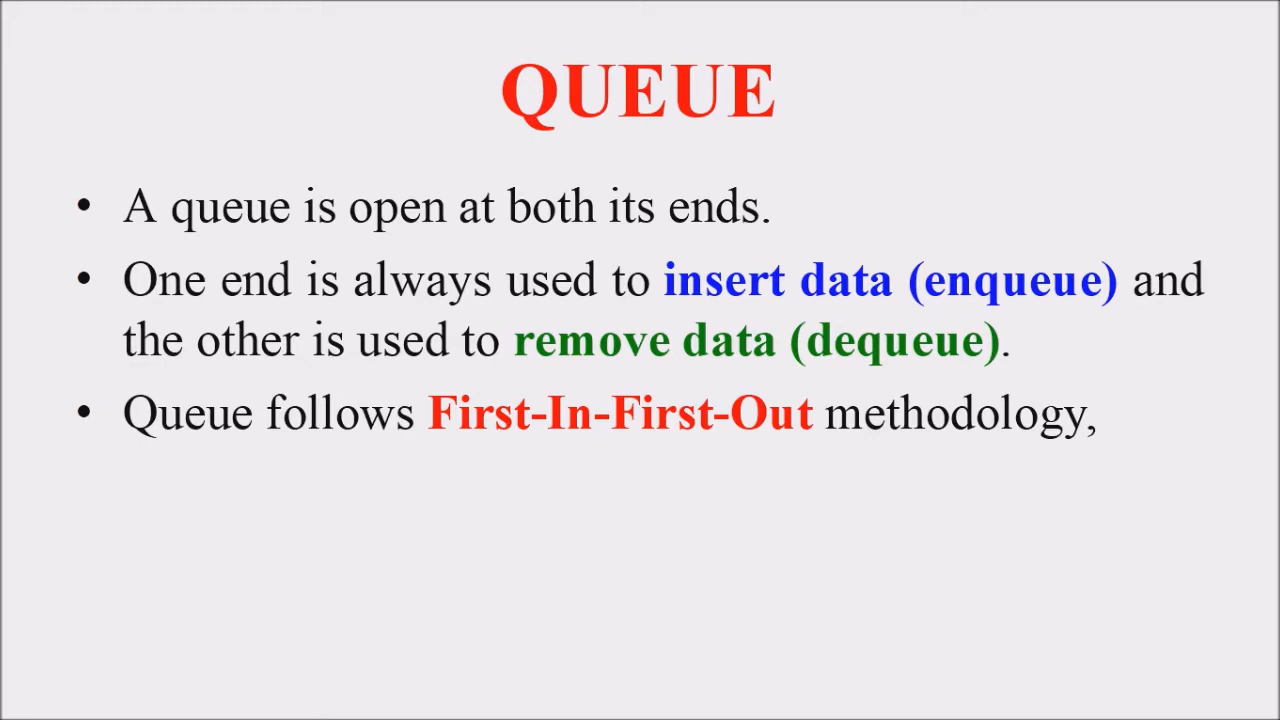 QUEUE
• A queue is open at both its ends.
• One end is always used to insert data (enqueue) and
the other is used to remove data (dequeue).
• Queue follows First-In-First-Out methodology,